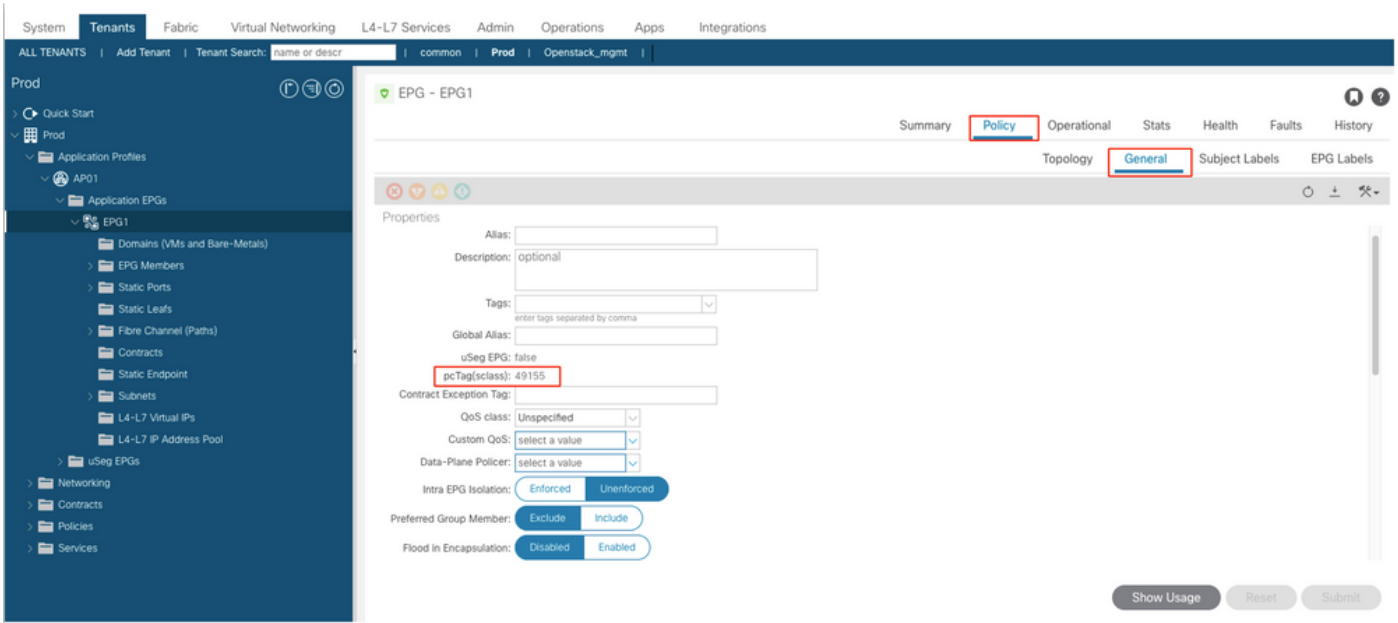 System Tenants Fabric Virtual Networking L4-L7 Services Admin Operations Apps Integrations
ALL TENANTS | Add Tenant | Tenant Search: name or descr | common | Prod | Openstack_mgmt |
Prod
Quick Start
Prod
Application Profiles
AP01
Application EPGs
EPG1
Domains (VMs and Bare-Metals)
EPG Members
Static Ports
Static Leafs
Fibre Channel (Paths)
Contracts
Static Endpoint
Subnets
L4-L7 Virtual IPs
L4-L7 IP Address Pool
uSeg EPGs
Networking
Contracts
Policies
Services
EPG - EPG1
Summary Policy Operational Stats Health Faults History
Topology General Subject Labels EPG Labels
Properties
Alias:
Description: optional
Tags:
enter tags separated by comma
Global Alias:
uSeg EPG: false
pcTag(sclass): 49155
Contract Exception Tag:
QoS class: Unspecified
Custom QoS: select a value
Data-Plane Policer: select a value
Intra EPG Isolation: Enforced Unenforced
Preferred Group Member: Exclude Include
Flood in Encapsulation: Disabled Enabled
Show Usage Reset Submit